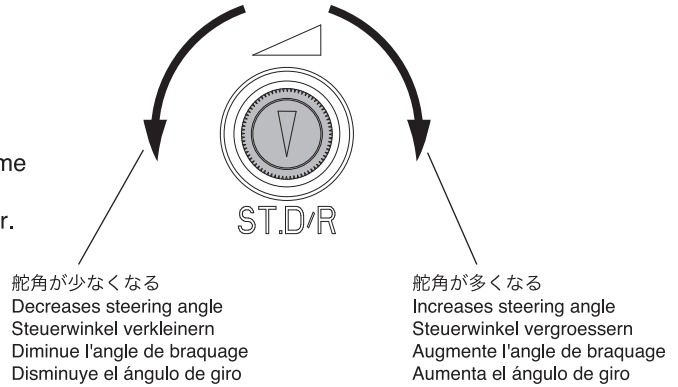 me
r.
ST.D/R
舵角が少なくなる
Decreases steering angle
Steuerwinkel verkleinern
Diminue l'angle de braquage
Disminuye el ángulo de giro
舵角が多くなる
Increases steering angle
Steuerwinkel vergroessern
Augmente l'angle de braquage
Aumenta el ángulo de giro